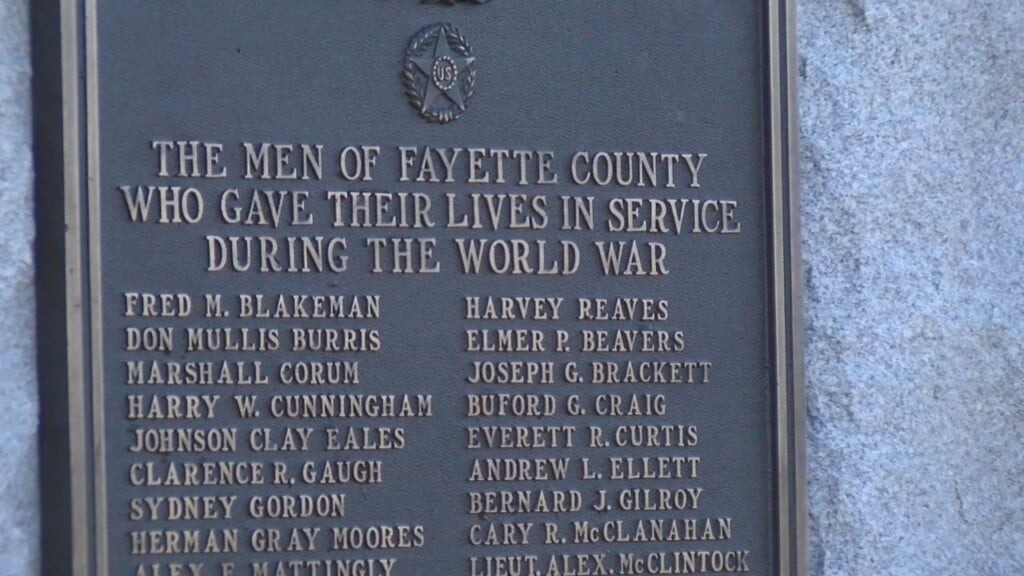 US
THE MEN OF FAYETTE COUNTY
WHO GAVE THEIR LIVES IN SERVICE
DURING THE WORLD WAR
FRED M. BLAKEMAN
DON MULLIS BURRIS
MARSHALL CORUM
HARRY W. CUNNINGHAM
JOHNSON CLAY EALES
CLARENCE R. GAUGH
SYDNEY GORDON
HERMAN GRAY MOORES
ALEX F. MATTINGLY
HARVEY REAVES
ELMER P. BEAVERS
JOSEPH G. BRACKETT
BUFORD G. CRAIG
EVERETT R. CURTIS
ANDREW L. ELLETT
BERNARD J. GILROY
CARY R. McCLANAHAN
LIEUT. ALEX. McCLINTOCK